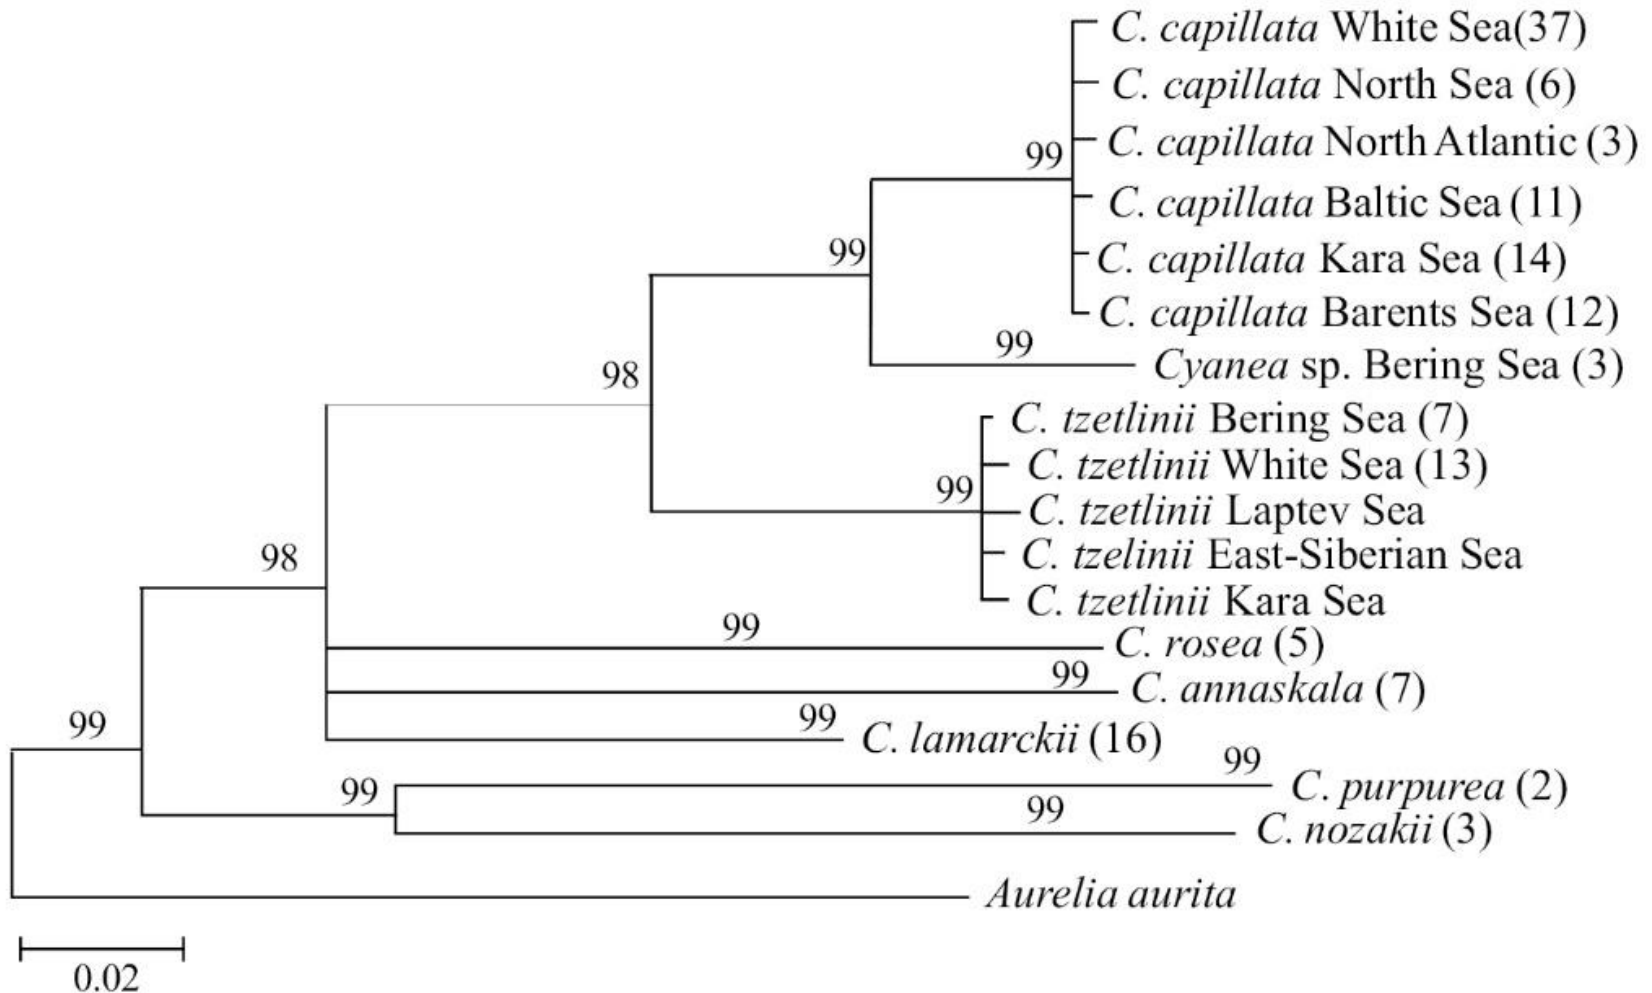 C. capillata White Sea(37)
C. capillata North Sea (6)
C. capillata North Atlantic (3)
99
C. capillata Baltic Sea (11)
99
C. capillata Kara Sea (14)
C. capillata Barents Sea (12)
99
Cyanea sp. Bering Sea (3)
98
C. tzetlinii Bering Sea (7)
C. tzetlinii White Sea (13)
99
C. tzetlinii Laptev Sea
C. tzelinii East-Siberian Sea
98
C. tzetlinii Kara Sea
99
C. rosea (5)
99
C. annaskala (7)
99
99
C. lamarckii (16)
99
C. purpurea (2)
99
99
C. nozakii (3)
Aurelia aurita
0.02